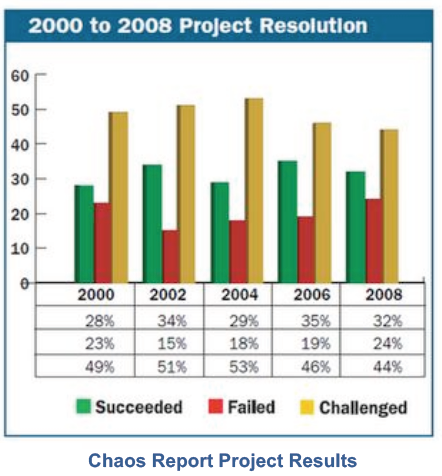 2000 to 2008 Project Resolution
60
50
40
30
20
10
0
2000 2002 2004 2006 2008
28% 34% 29% 35% 32%
23% 15% 18% 19% 24%
49% 51% 53% 46% 44%
Succeeded Failed Challenged
Chaos Report Project Results